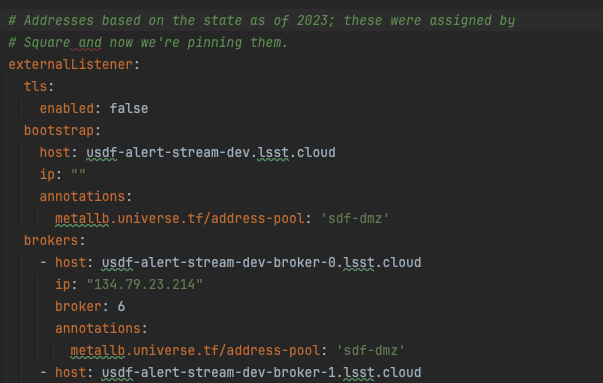 # Addresses based on the state as of 2023; these were assigned by
# Square and now we're pinning them.
externalListener:
  tls:
    enabled: false
  bootstrap:
    host: usdf-alert-stream-dev.lsst.cloud
    ip: ""
    annotations:
      metallb.universe.tf/address-pool: 'sdf-dmz'
  brokers:
    - host: usdf-alert-stream-dev-broker-0.lsst.cloud
      ip: "134.79.23.214"
      broker: 6
      annotations:
        metallb.universe.tf/address-pool: 'sdf-dmz'
    - host: usdf-alert-stream-dev-broker-1.lsst.cloud